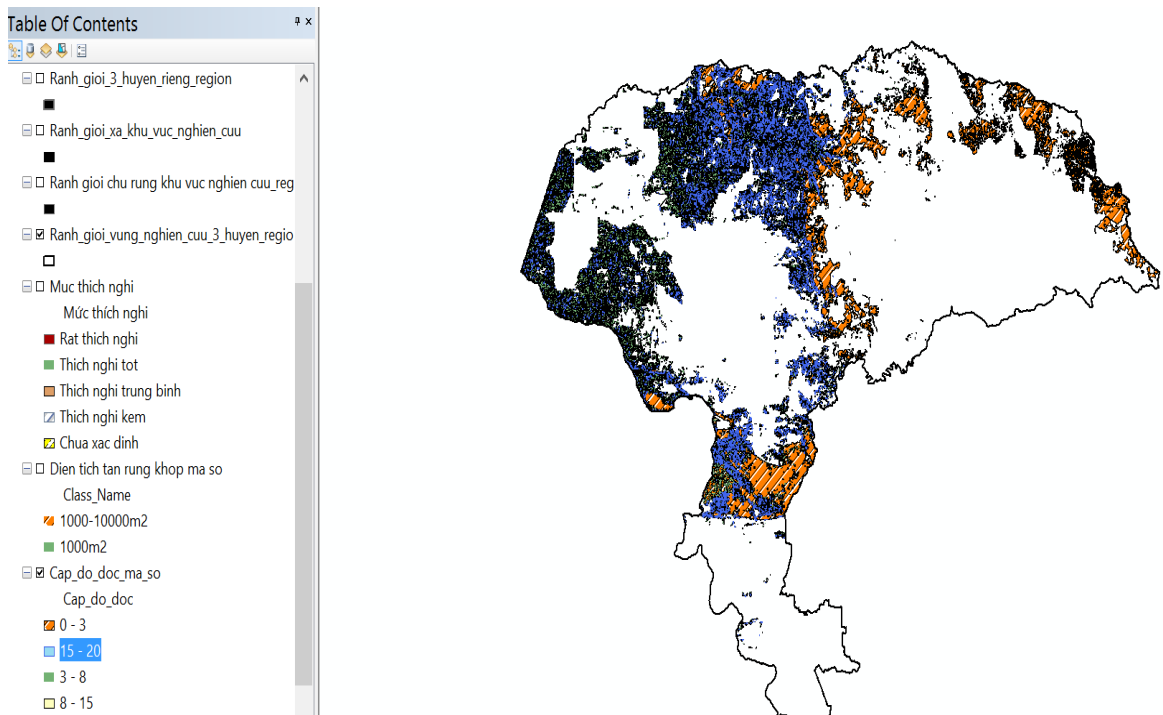 Table Of Contents
Ranh_gioi_3_huyen_rieng_region
Ranh_gioi_xa_khu_vuc_nghien_cuu
Ranh gioi chu rung khu vuc nghien cuu_reg
Ranh_gioi_vung_nghien_cuu_3_huyen_regio
Muc thich nghi
Mức thích nghi
Rat thich nghi
Thich nghi tot
Thich nghi trung binh
Thich nghi kem
Chua xac dinh
Dien tich tan rung khop ma so
Class_Name
1000-10000m2
1000m2
Cap_do_doc_ma_so
Cap_do_doc
0 - 3
15 - 20
3 - 8
8 - 15